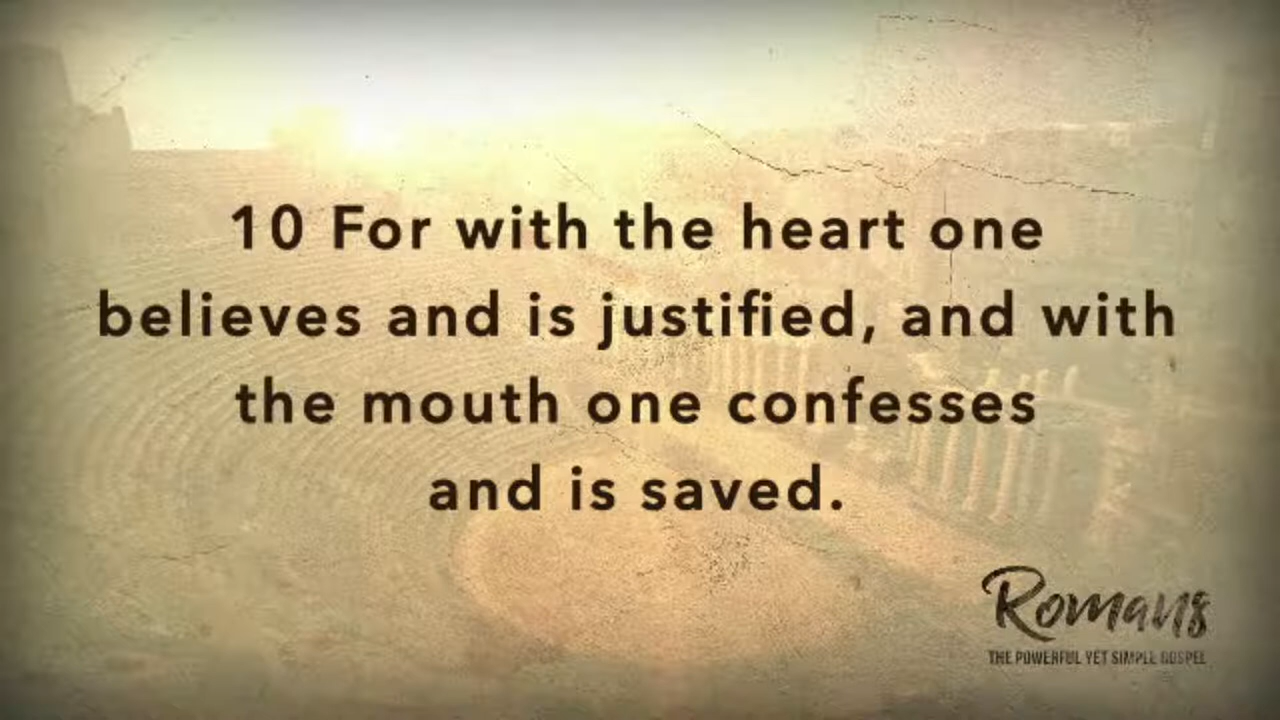 10 For with the heart one
believes and is justified, and with
the mouth one confesses
and is saved.
Romans
THE POWERFUL YET SIMPLE GOSPEL